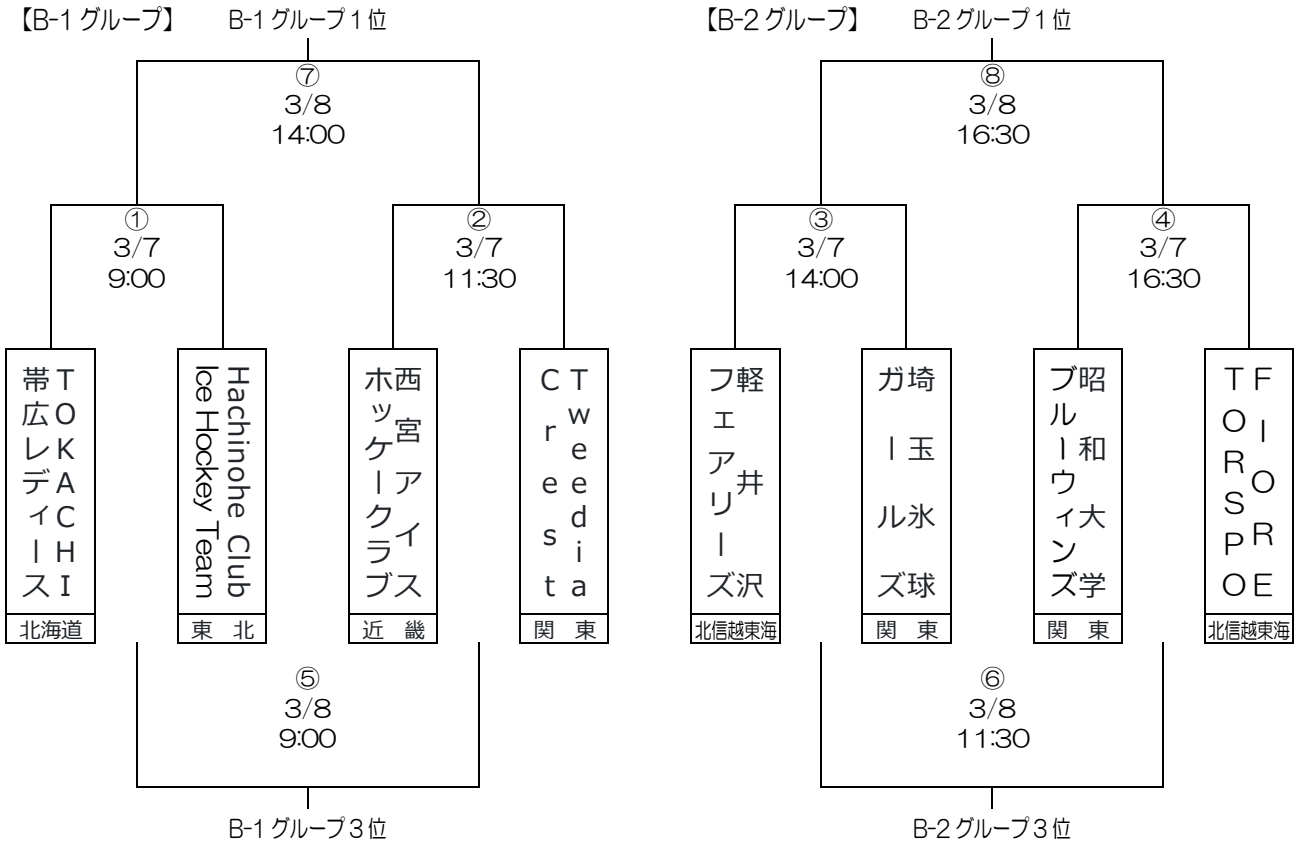 【B-1グループ】 B-1グループ1位
【B-2グループ】 B-2グループ1位
⑦
3/8
14:00
⑧
3/8
16:30
①
3/7
9:00
②
3/7
11:30
③
3/7
14:00
④
3/7
16:30
TOKACHI
帯広レディース
北海道
Hachinohe Club
Ice Hockey Team
東 北
西宮アイス
ホッケークラブ
近 畿
Tweedia
Crest
関 東
軽井沢
フェアリーズ
北信越東海
埼玉氷球
ガールズ
関 東
昭和大学
ブルーウィンズ
関 東
FIORE
TORSPO
北信越東海
⑤
3/8
9:00
⑥
3/8
11:30
B-1グループ3位
B-2グループ3位